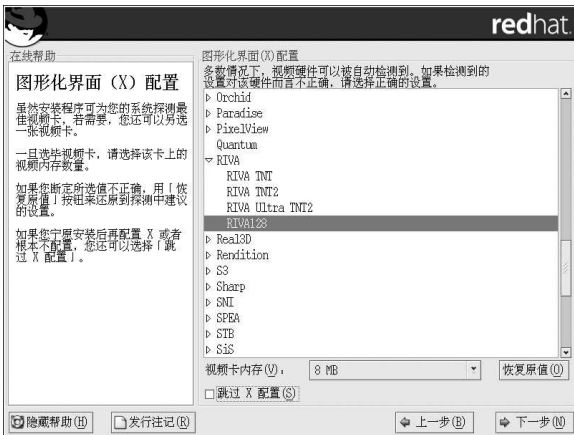 redhat.
在线帮助
图形化界面（X）配置
虽然安装程序可为您的系统探测最
佳视频卡，若需要，您还可以另选
一张视频卡。
一旦选毕视频卡，请选择该卡上的
视频内存数量。
如果您断定所选值不正确，用「恢
复原值」按钮来还原到探测中建议
的设置。
如果您宁愿安装后再配置 X 或者
根本不配置，您还可以选择「跳
过 X 配置」。
图形化界面(X)配置
多数情况下，视频硬件可以被自动检测到。如果检测到的
设置对该硬件而言不正确，请选择正确的设置。
Orchid
Paradise
PixelView
Quantum
RIVA
RIVA TNT
RIVA TNT2
RIVA Ultra TNT2
RIVA128
Real3D
Rendition
S3
Sharp
SNI
SPEA
STB
SiS
视频卡内存(V)： 8 MB 恢复原值(O)
跳过 X 配置(S)
隐藏帮助(H) 发行注记(R) 上一步(B) 下一步(N)